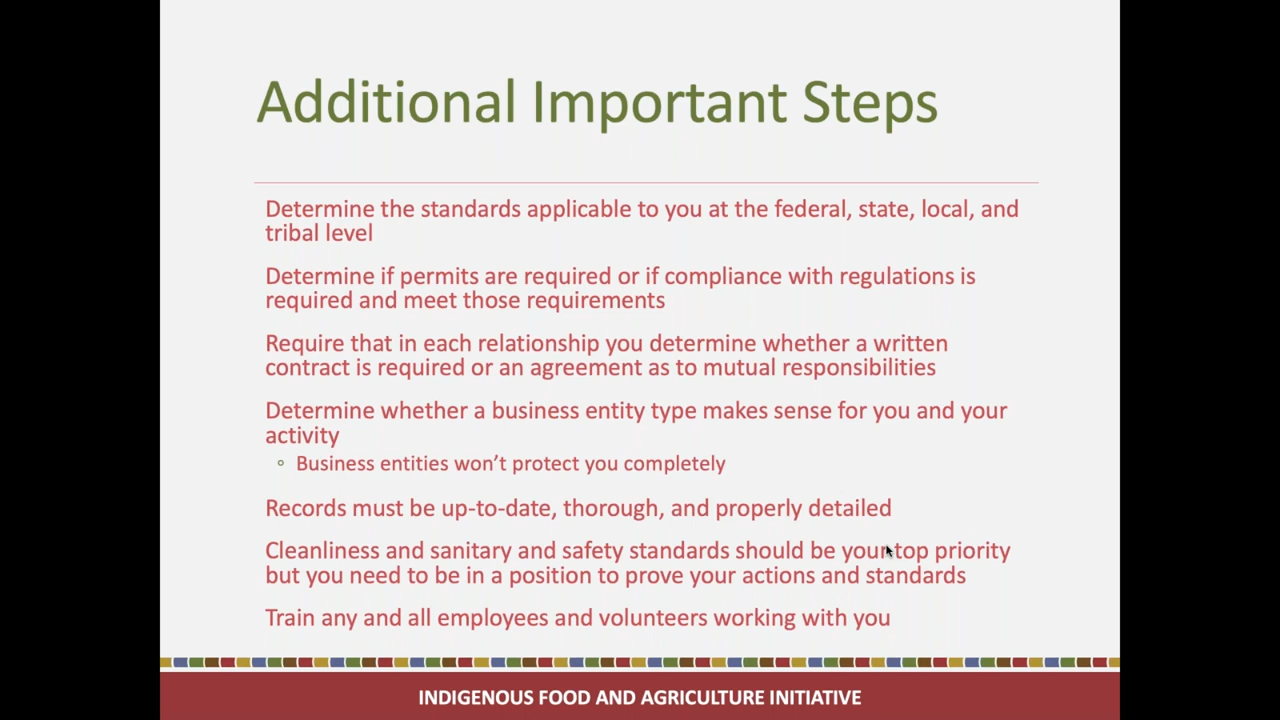 Additional Important Steps
Determine the standards applicable to you at the federal, state, local, and
tribal level
Determine if permits are required or if compliance with regulations is
required and meet those requirements
Require that in each relationship you determine whether a written
contract is required or an agreement as to mutual responsibilities
Determine whether a business entity type makes sense for you and your
activity
Business entities won’t protect you completely
Records must be up-to-date, thorough, and properly detailed
Cleanliness and sanitary and safety standards should be your top priority
but you need to be in a position to prove your actions and standards
Train any and all employees and volunteers working with you
INDIGENOUS FOOD AND AGRICULTURE INITIATIVE